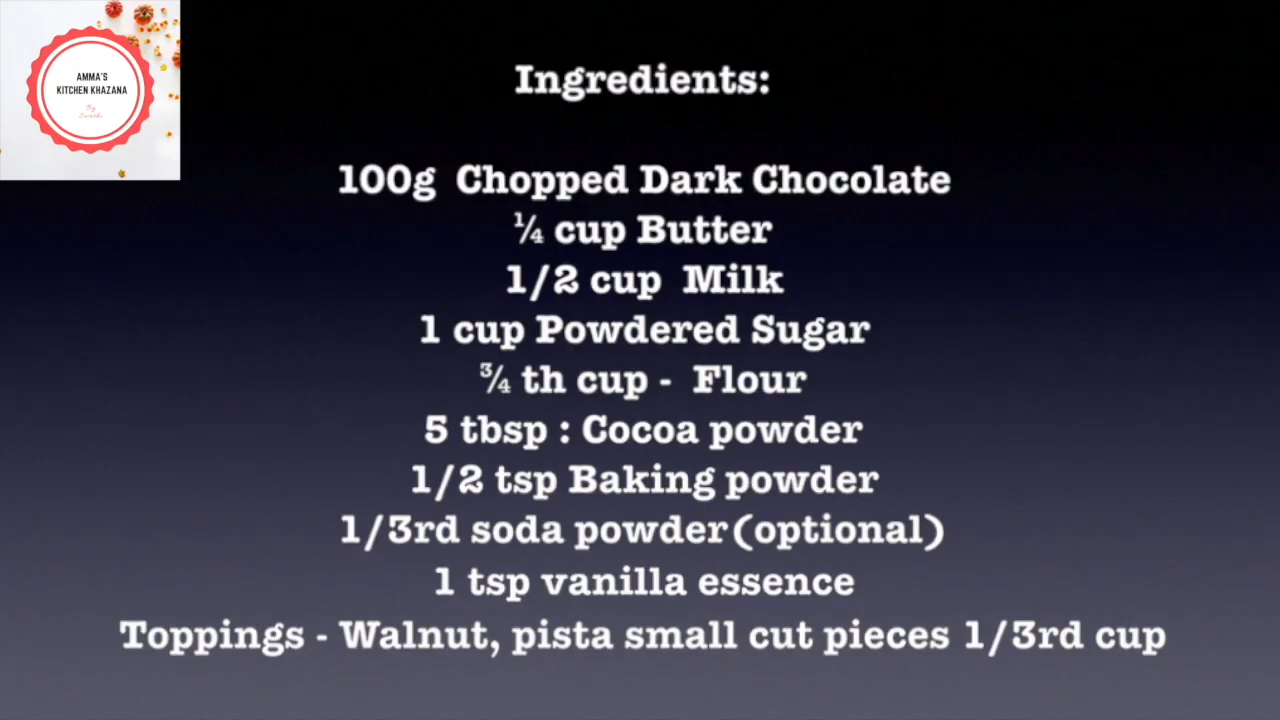 AMMA'S
KITCHEN KHAZANA
By
Ingredients:
100g Chopped Dark Chocolate
¼ cup Butter
1/2 cup Milk
1 cup Powdered Sugar
¾ th cup - Flour
5 tbsp : Cocoa powder
1/2 tsp Baking powder
1/3rd soda powder(optional)
1 tsp vanilla essence
Toppings - Walnut, pista small cut pieces 1/3rd cup